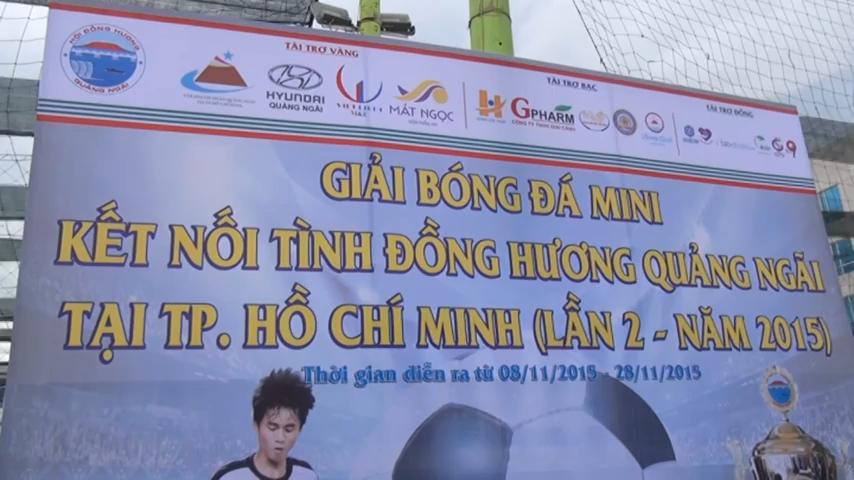 HỘI ĐỒNG HƯƠNG
QUẢNG NGÃI
TÀI TRỢ VÀNG
HYUNDAI
QUẢNG NGÃI
MẮT NGỌC
TÀI TRỢ BẠC
GPHARM
TÀI TRỢ ĐỒNG
GIẢI BÓNG ĐÁ MINI
KẾT NỐI TÌNH ĐỒNG HƯƠNG QUẢNG NGÃI
TẠI TP. HỒ CHÍ MINH (LẦN 2 - NĂM 2015)
Thời gian diễn ra từ 08/11/2015 - 28/11/2015